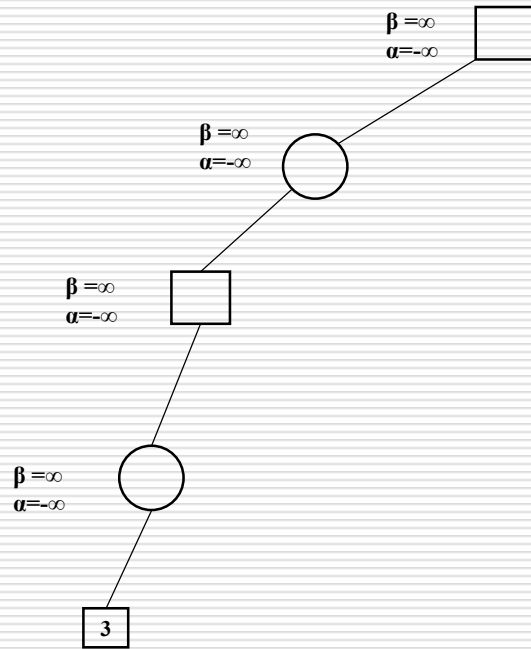 β =∞
α=-∞
β =∞
α=-∞
β =∞
α=-∞
β =∞
α=-∞
3